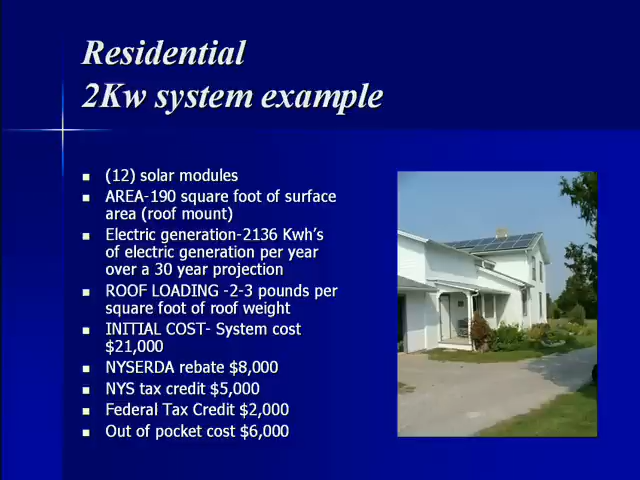 Residential
2Kw system example
(12) solar modules
AREA-190 square foot of surface
area (roof mount)
Electric generation-2136 Kwh's
of electric generation per year
over a 30 year projection
ROOF LOADING -2-3 pounds per
square foot of roof weight
INITIAL COST- System cost
$21,000
NYSERDA rebate $8,000
NYS tax credit $5,000
Federal Tax Credit $2,000
Out of pocket cost $6,000